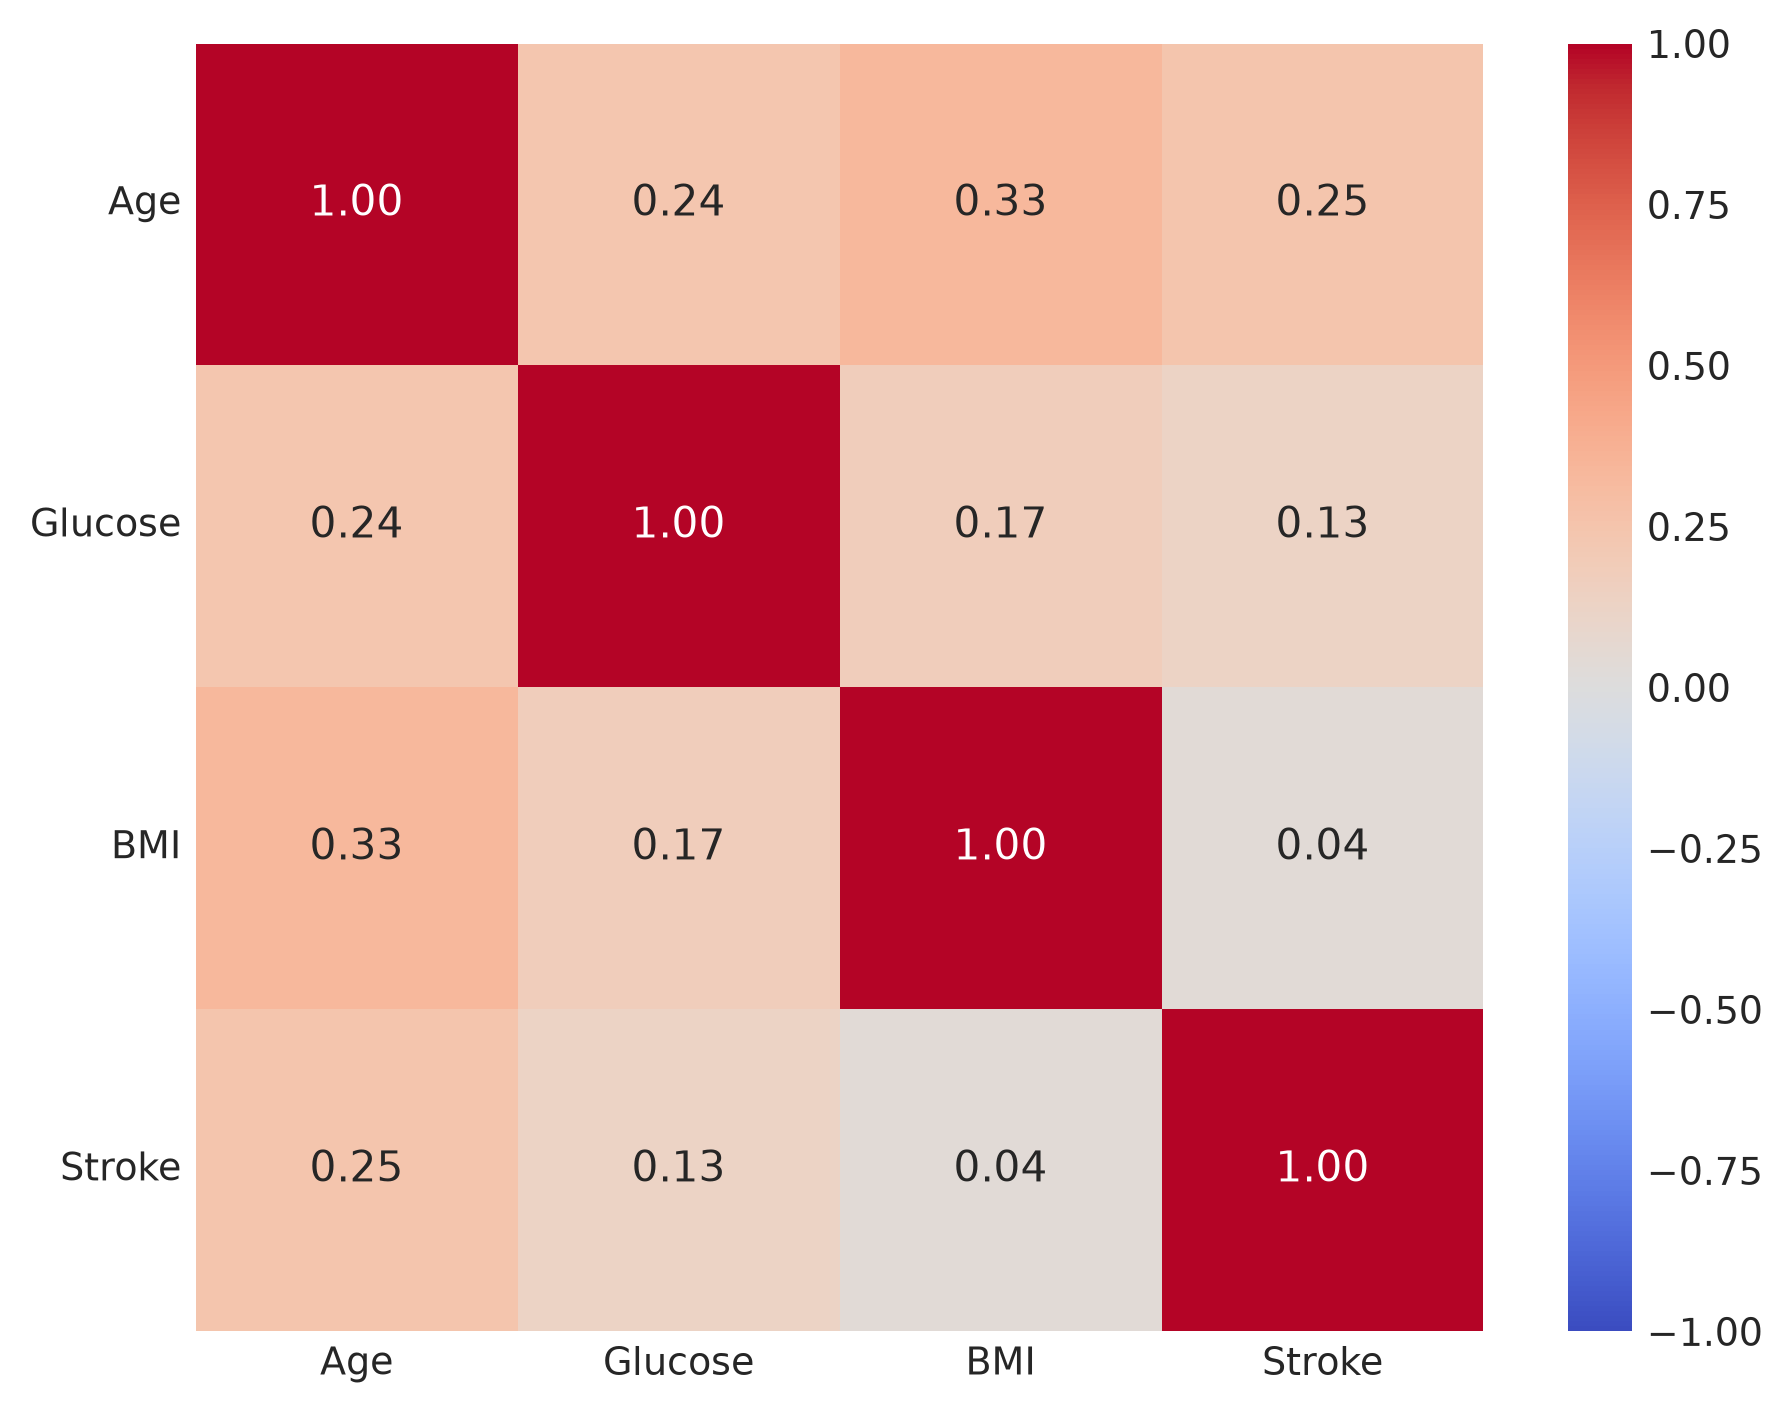 Age 1.00 0.24 0.33 0.25
Glucose 0.24 1.00 0.17 0.13
BMI 0.33 0.17 1.00 0.04
Stroke 0.25 0.13 0.04 1.00
Age Glucose BMI Stroke
1.00
0.75
0.50
0.25
0.00
−0.25
−0.50
−0.75
−1.00